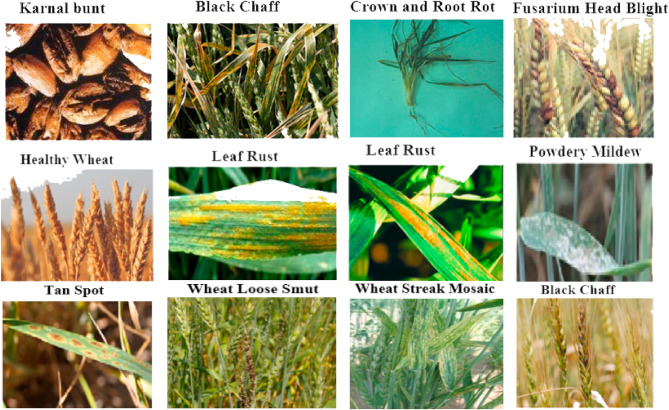 Karnal bunt
Black Chaff
Crown and Root Rot
Fusarium Head Blight
Healthy Wheat
Leaf Rust
Leaf Rust
Powdery Mildew
Tan Spot
Wheat Loose Smut
Wheat Streak Mosaic
Black Chaff